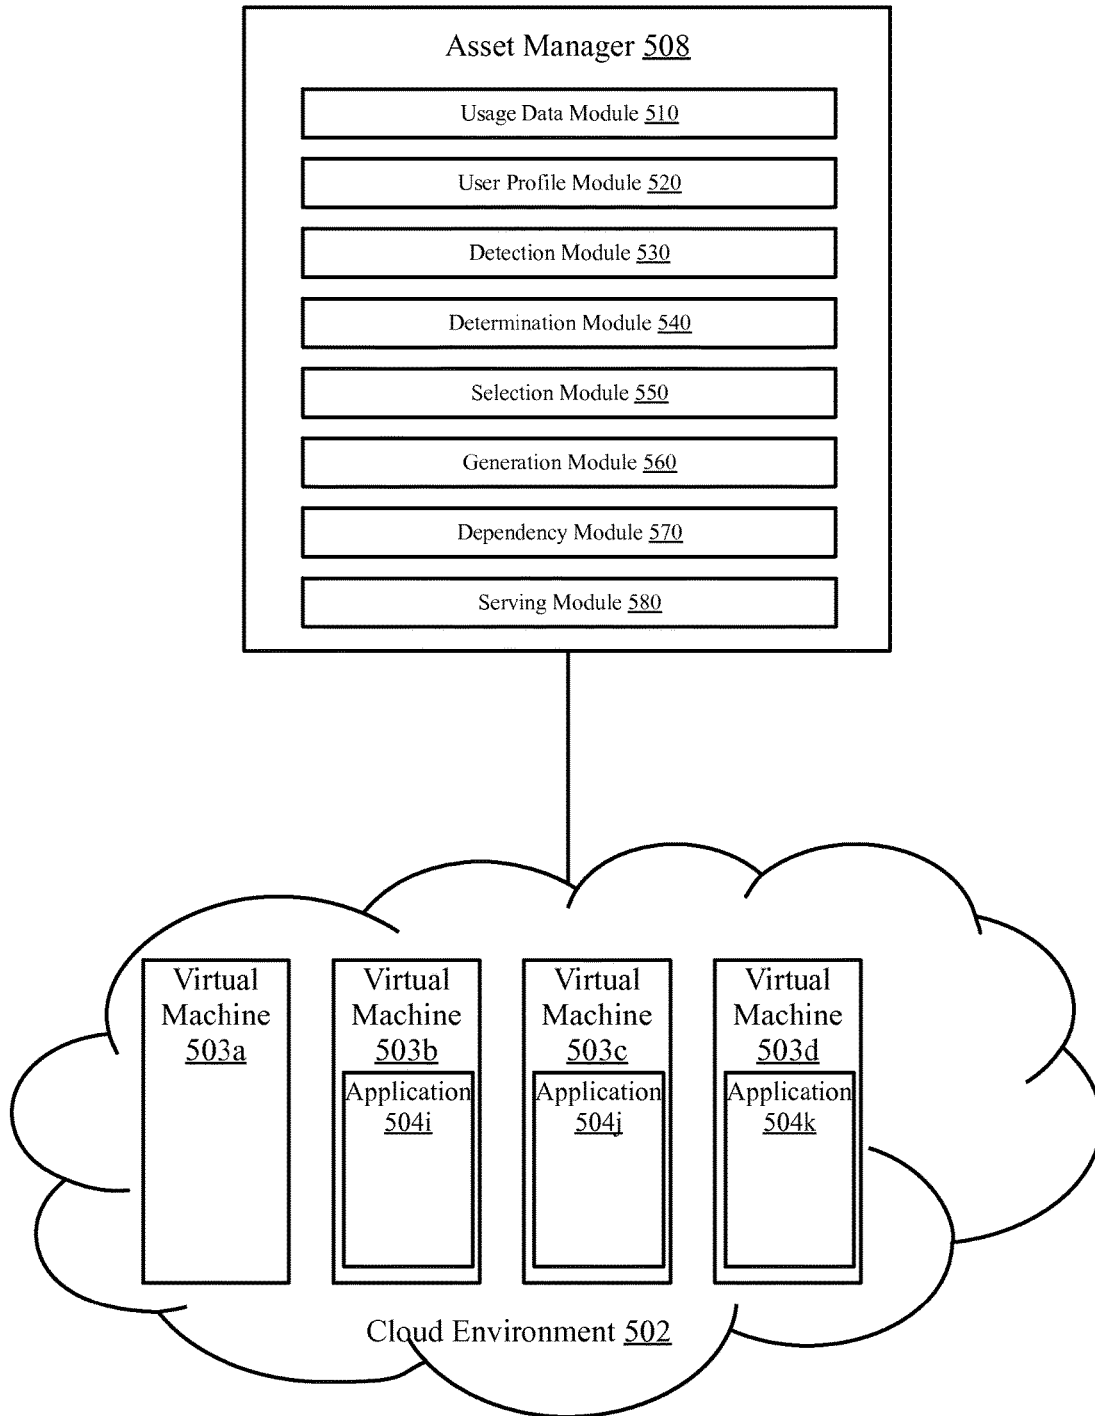 Asset Manager 508
Usage Data Module 510
User Profile Module 520
Detection Module 530
Determination Module 540
Selection Module 550
Generation Module 560
Dependency Module 570
Serving Module 580
Virtual
Machine
503a
Virtual
Machine
503b
Application
504i
Virtual
Machine
503c
Application
504j
Virtual
Machine
503d
Application
504k
Cloud Environment 502